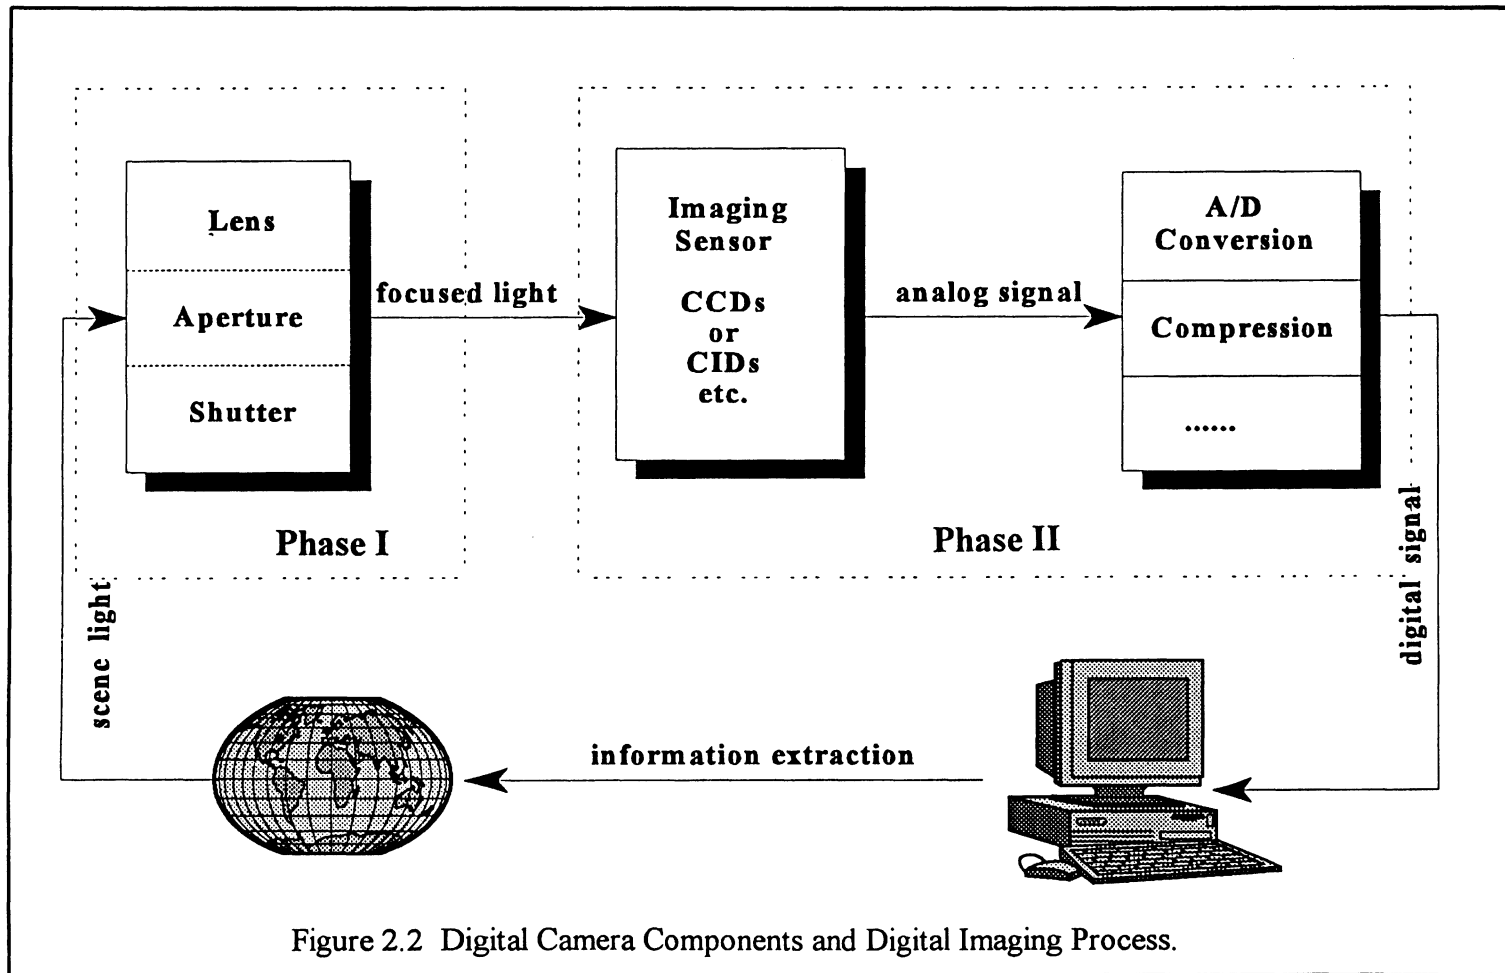 Lens
Aperture
Shutter
focused light
Imaging
Sensor
CCDs
or
CIDs
etc.
analog signal
A/D
Conversion
Compression
......
Phase I
Phase II
scene light
digital signal
information extraction
Figure 2.2 Digital Camera Components and Digital Imaging Process.